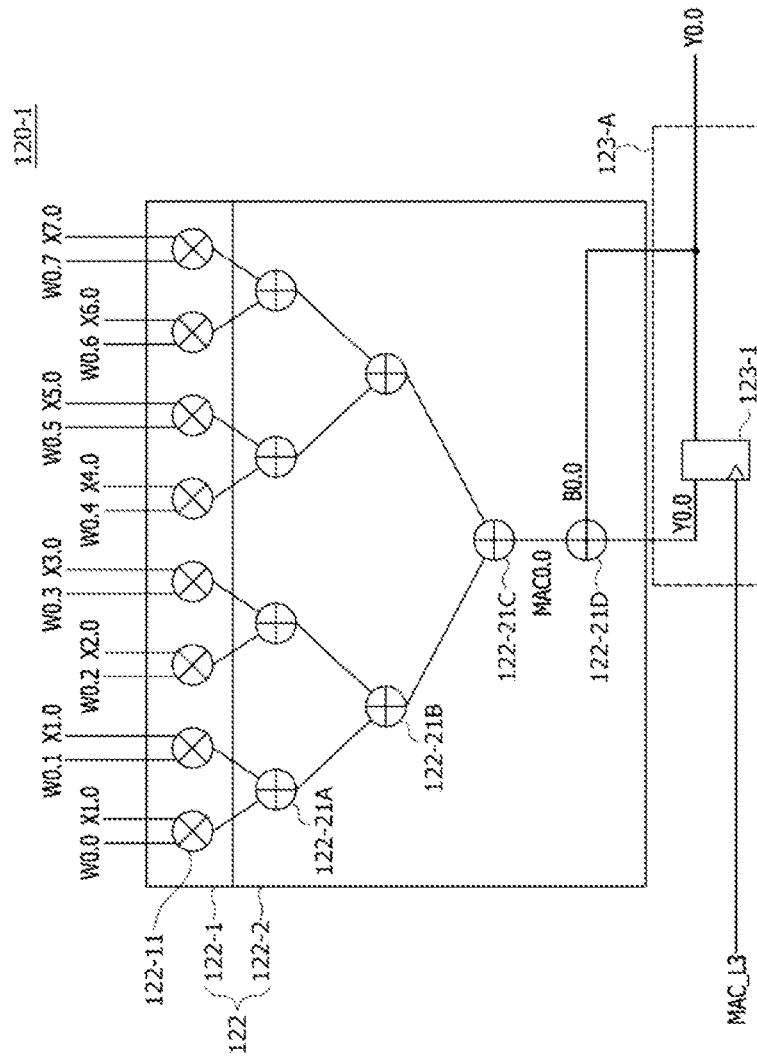 120-1
W0.0 X1.0
W0.1 X1.0
W0.2 X2.0
W0.3 X3.0
W0.4 X4.0
W0.5 X5.0
W0.6 X6.0
W0.7 X7.0
122-11
122-1
122-2
122
122-21A
122-21B
122-21C
MAC0.0
122-21D
B0.0
Y0.0
123-1
123-A
Y0.0
MAC_L3